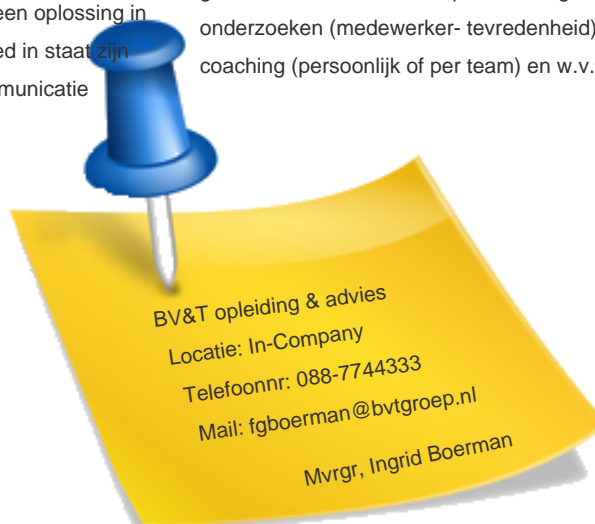 een oplossing in
ed in staat zijn
municatie
onderzoeken (medewerker- tevredenheid)
coaching (persoonlijk of per team) en w.v.
BV&T opleiding & advies
Locatie: In-Company
Telefoonnr: 088-7744333
Mail: fgboerman@bvtgroep.nl
Mvrgr, Ingrid Boerman